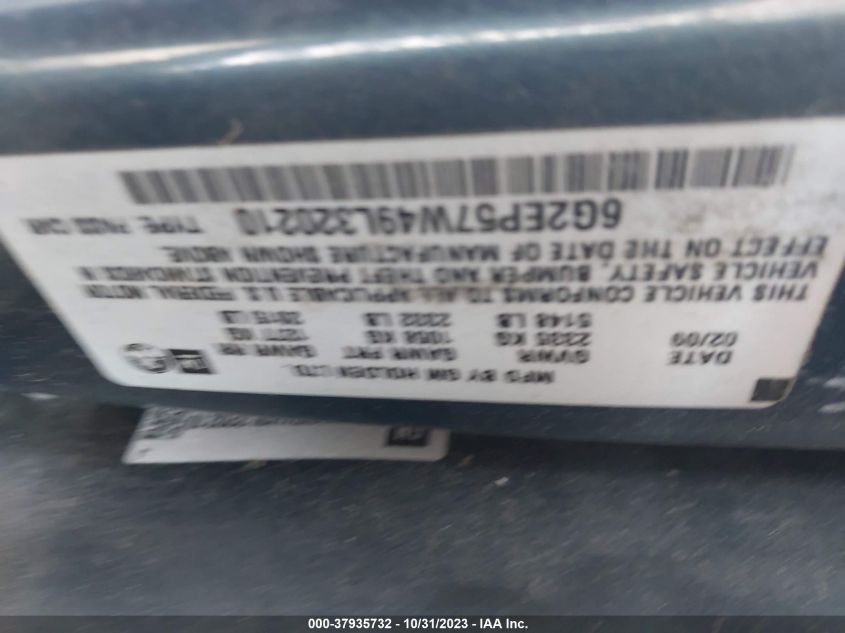 MFG BY GM HOLDEN LTD.
DATE GVWR GAWR FRT GAWR RR
02/09 2335 KG 1058 KG 1277 KG
5148 LB 2332 LB 2815 LB
THIS VEHICLE CONFORMS TO ALL APPLICABLE U.S. FEDERAL MOTOR
VEHICLE SAFETY, BUMPER AND THEFT PREVENTION STANDARDS IN
EFFECT ON THE DATE OF MANUFACTURE SHOWN ABOVE.
6G2EP57W49L320210 TYPE: PASS CAR
GM
000-37935732 - 10/31/2023 - IAA Inc.